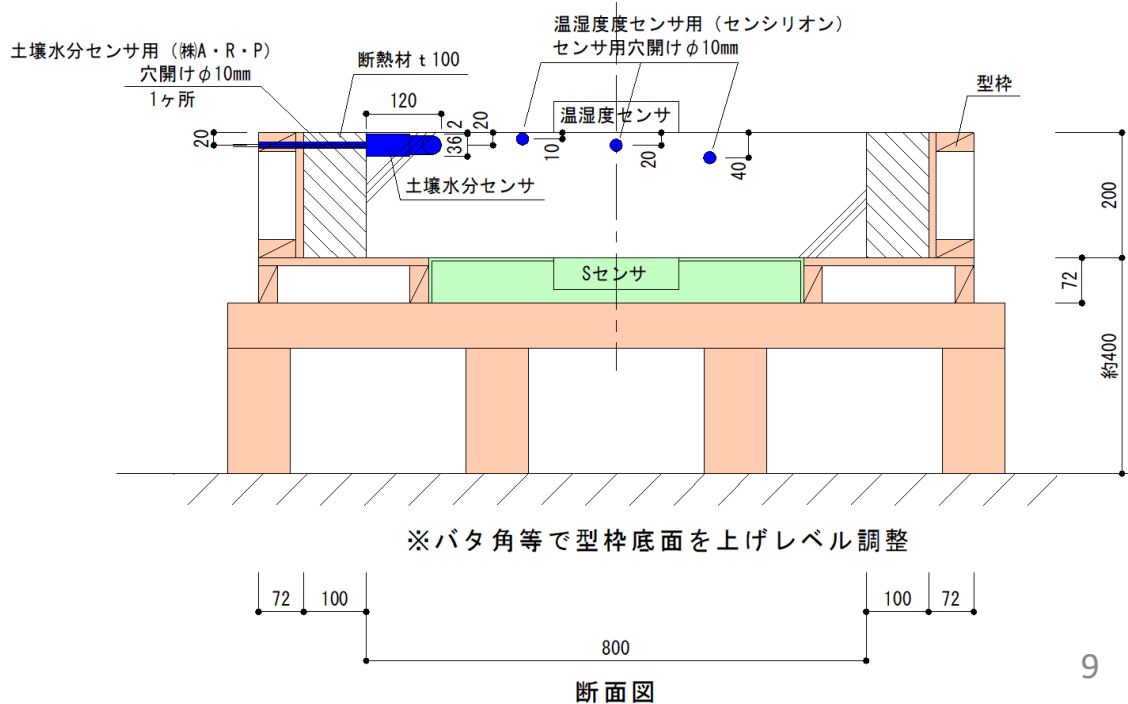 温湿度度センサ用（センシリオン）
センサ用穴開けφ10mm
土壌水分センサ用（㈱A・R・P）
穴開けφ10mm
1ヶ所
断熱材ｔ100
型枠
120
2
20
温湿度センサ
20
36
10
20
40
土壌水分センサ
200
Sセンサ
72
約400
※バタ角等で型枠底面を上げレベル調整
72
100
100
72
800
断面図
9